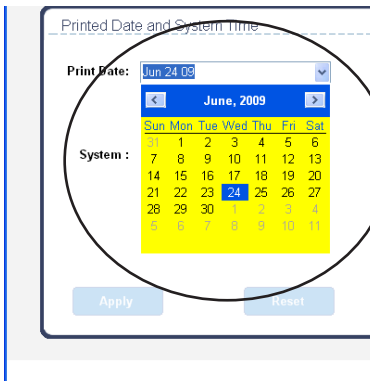 Printed Date and System Time
Print Date: Jun 24 09
< June, 2009 >
Sun Mon Tue Wed Thu Fri Sat
31 1 2 3 4 5 6
System : 7 8 9 10 11 12 13
14 15 16 17 18 19 20
21 22 23 24 25 26 27
28 29 30 1 2 3 4
5 6 7 8 9 10 11
Apply Reset